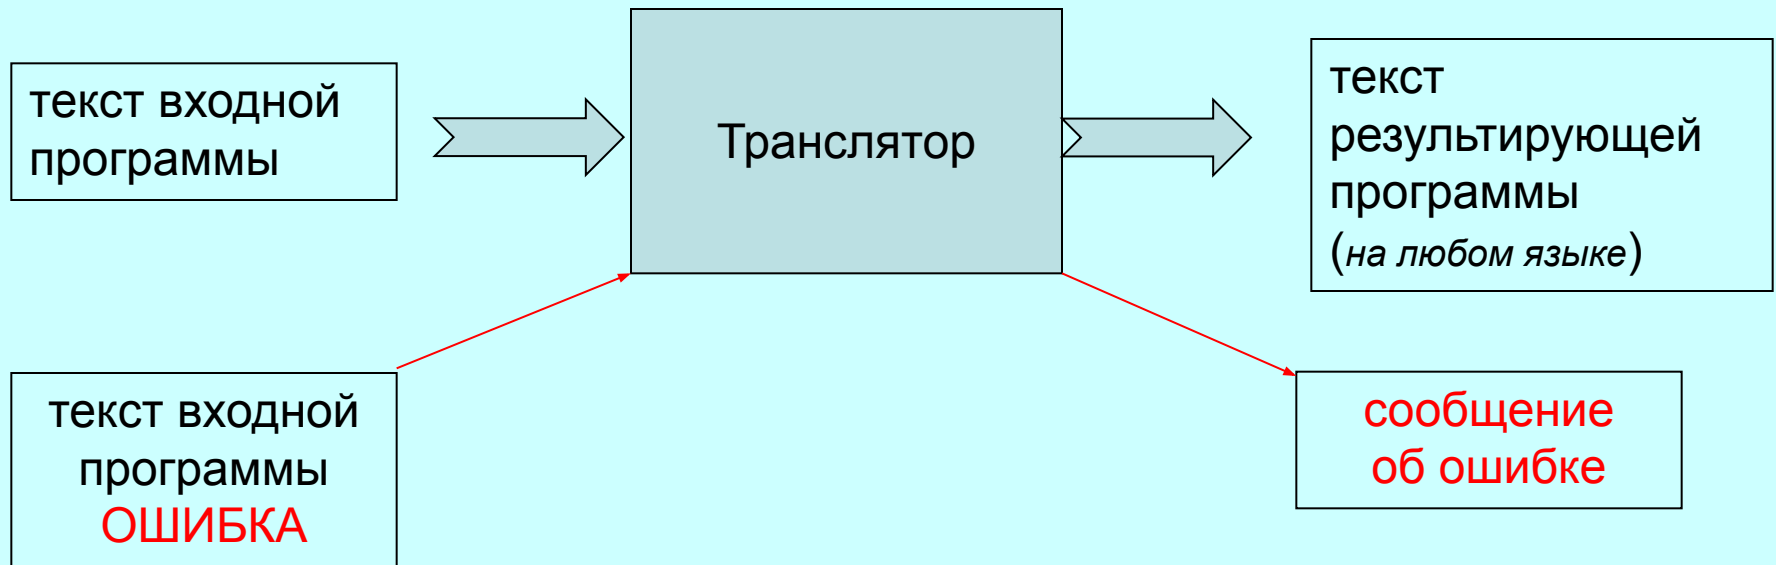 текст входной
программы
Транслятор
текст
результирующей
программы
(на любом языке)
текст входной
программы
ОШИБКА
сообщение
об ошибке